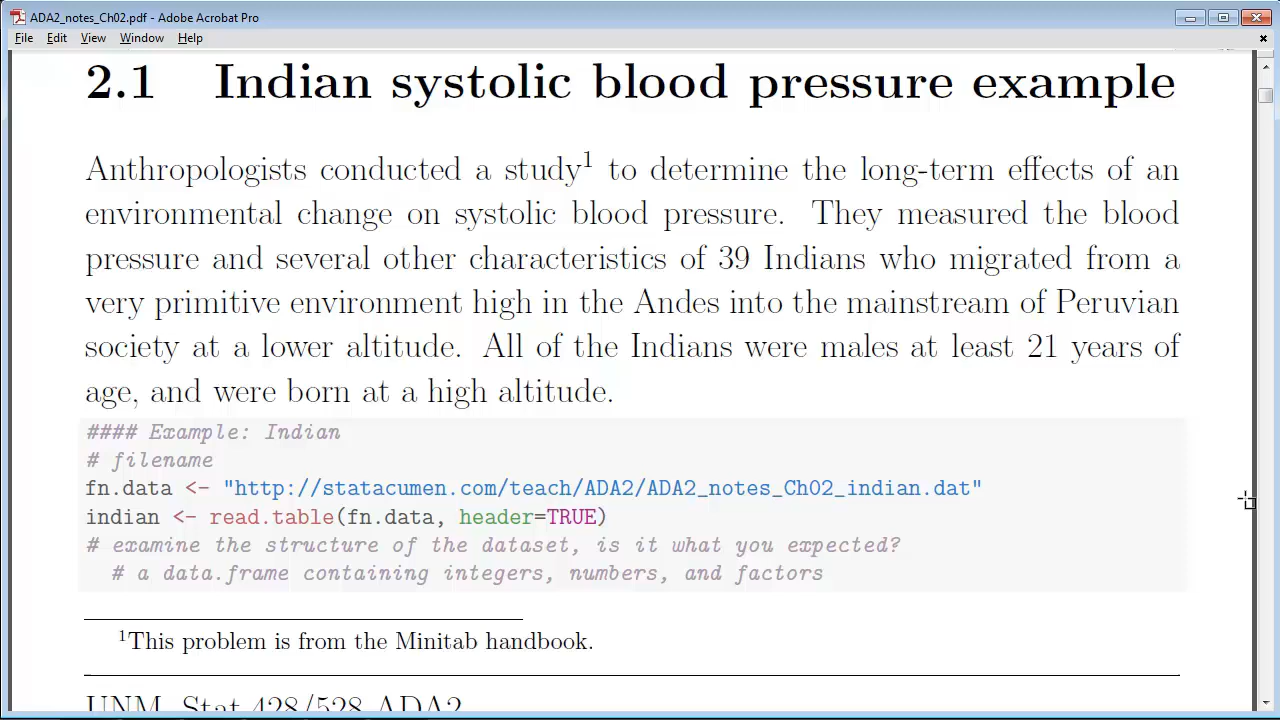 ADA2_notes_Ch02.pdf - Adobe Acrobat Pro
File Edit View Window Help
2.1 Indian systolic blood pressure example
Anthropologists conducted a study1 to determine the long-term effects of an
environmental change on systolic blood pressure. They measured the blood
pressure and several other characteristics of 39 Indians who migrated from a
very primitive environment high in the Andes into the mainstream of Peruvian
society at a lower altitude. All of the Indians were males at least 21 years of
age, and were born at a high altitude.
#### Example: Indian
# filename
fn.data <- "http://statacumen.com/teach/ADA2/ADA2_notes_Ch02_indian.dat"
indian <- read.table(fn.data, header=TRUE)
# examine the structure of the dataset, is it what you expected?
# a data.frame containing integers, numbers, and factors
1This problem is from the Minitab handbook.
UNM, Stat 428/528 ADA2